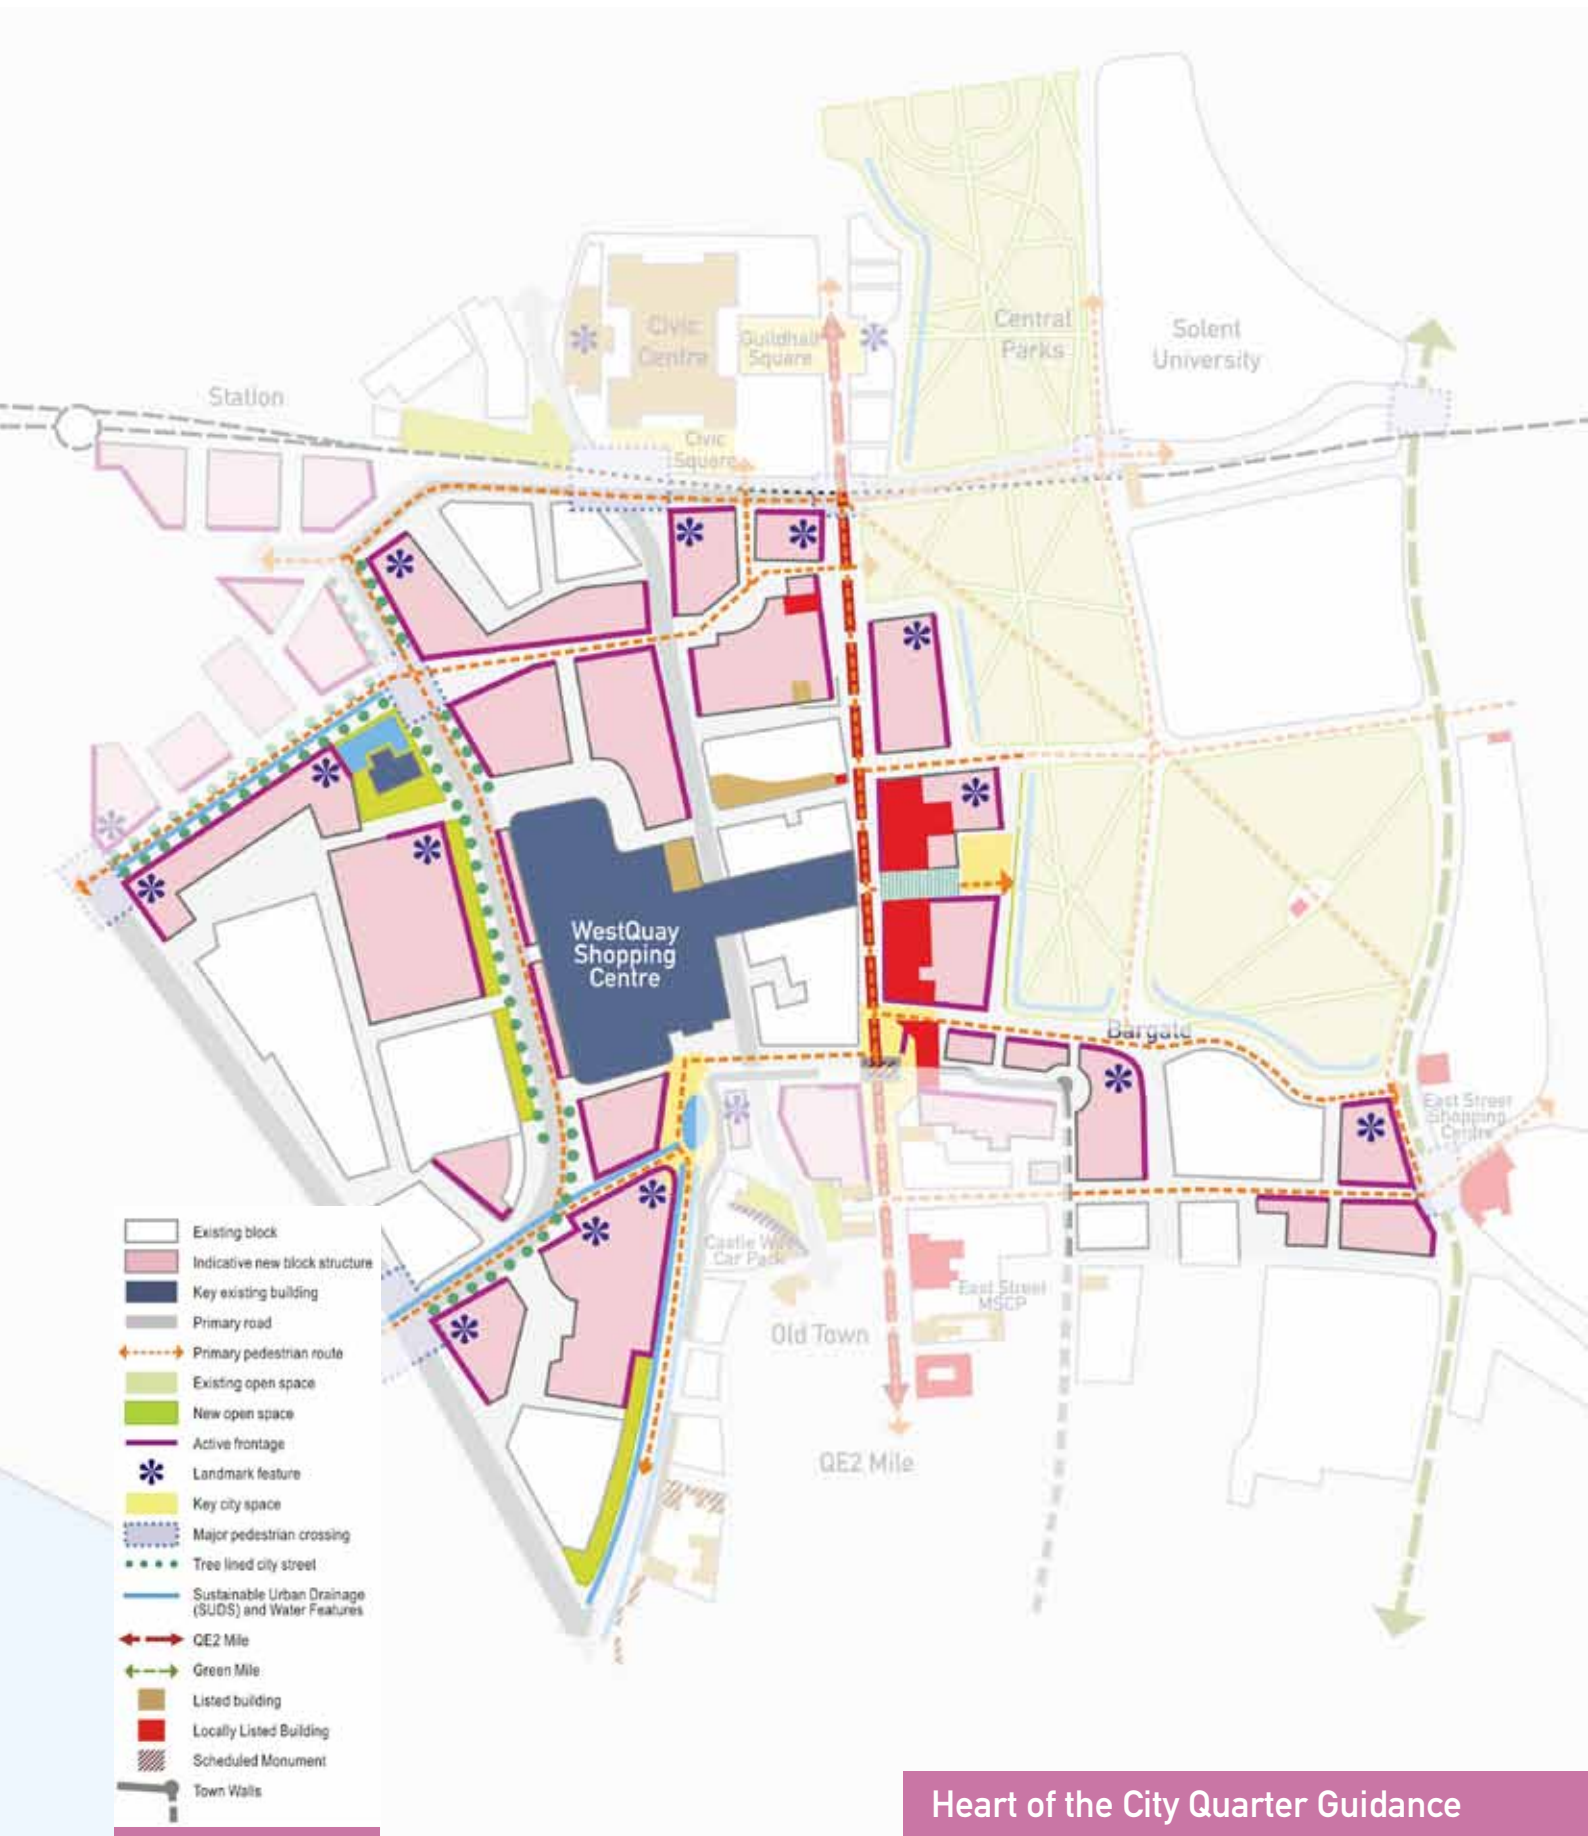 Station
Civic
Centre
Guildhall
Square
Central
Parks
Solent
University
Civic
Square
WestQuay
Shopping
Centre
Bargate
East Street
Shopping
Centre
Castle Way
Car Park
East Street
MSCP
Old Town
QE2 Mile
Existing block
Indicative new block structure
Key existing building
Primary road
Primary pedestrian route
Existing open space
New open space
Active frontage
Landmark feature
Key city space
Major pedestrian crossing
Tree lined city street
Sustainable Urban Drainage
(SUDS) and Water Features
QE2 Mile
Green Mile
Listed building
Locally Listed Building
Scheduled Monument
Town Walls
Heart of the City Quarter Guidance